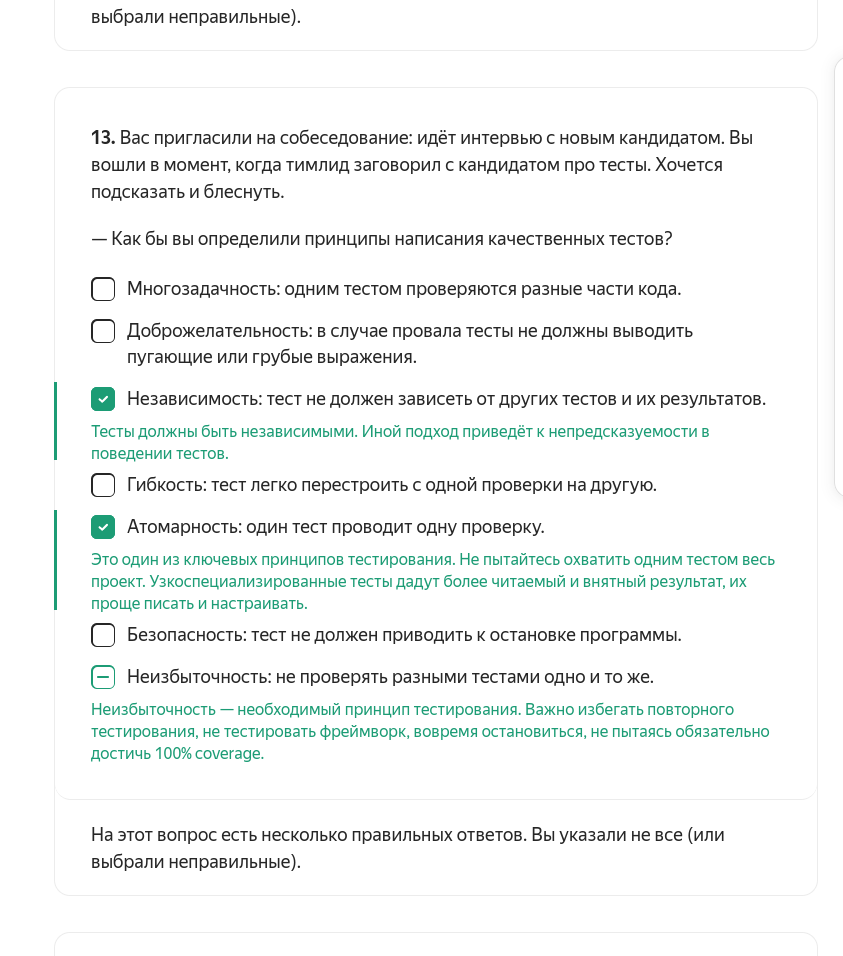 выбрали неправильные).
13. Вас пригласили на собеседование: идёт интервью с новым кандидатом. Вы
вошли в момент, когда тимлид заговорил с кандидатом про тесты. Хочется
подсказать и блеснуть.
— Как бы вы определили принципы написания качественных тестов?
Многозадачность: одним тестом проверяются разные части кода.
Доброжелательность: в случае провала тесты не должны выводить
пугающие или грубые выражения.
Независимость: тест не должен зависеть от других тестов и их результатов.
Тесты должны быть независимыми. Иной подход приведёт к непредсказуемости в
поведении тестов.
Гибкость: тест легко перестроить с одной проверки на другую.
Атомарность: один тест проводит одну проверку.
Это один из ключевых принципов тестирования. Не пытайтесь охватить одним тестом весь
проект. Узкоспециализированные тесты дадут более читаемый и внятный результат, их
проще писать и настраивать.
Безопасность: тест не должен приводить к остановке программы.
Неизбыточность: не проверять разными тестами одно и то же.
Неизбыточность — необходимый принцип тестирования. Важно избегать повторного
тестирования, не тестировать фреймворк, вовремя остановиться, не пытаясь обязательно
достичь 100% coverage.
На этот вопрос есть несколько правильных ответов. Вы указали не все (или
выбрали неправильные).